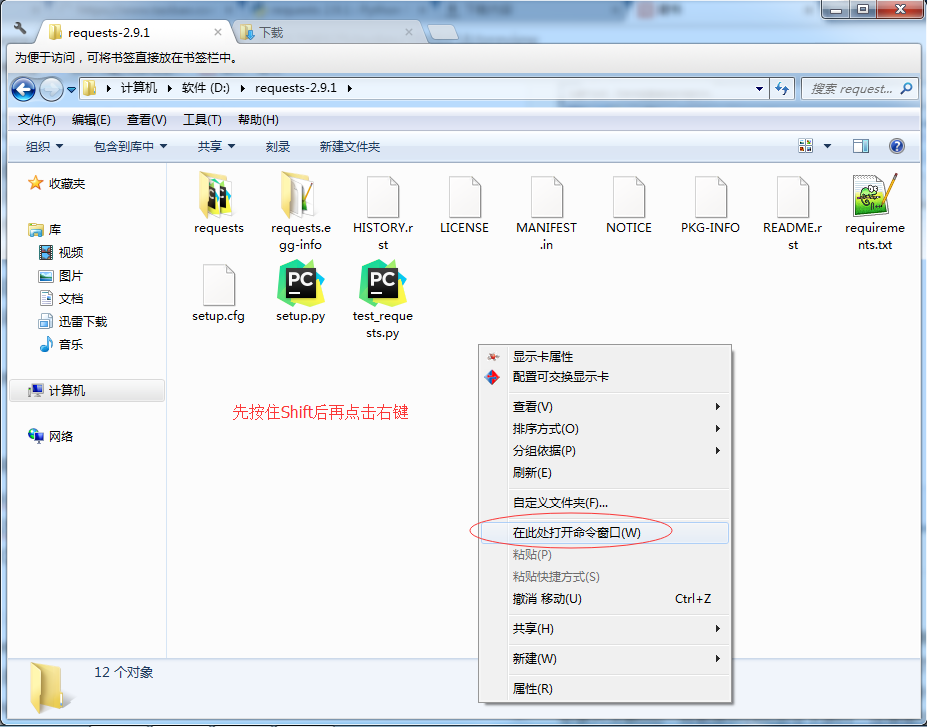 requests-2.9.1
下载
为便于访问，可将书签直接放在书签栏中。
计算机 软件 (D:) requests-2.9.1
搜索 request...
文件(F) 编辑(E) 查看(V) 工具(T) 帮助(H)
组织 包含到库中 共享 刻录 新建文件夹
收藏夹
库
视频
图片
文档
迅雷下载
音乐
计算机
网络
requests
requests.e
gg-info
HISTORY.r
st
LICENSE
MANIFEST
.in
NOTICE
PKG-INFO
README.r
st
requireme
nts.txt
setup.cfg
PC
setup.py
PC
test_reque
sts.py
先按住Shift后再点击右键
显示卡属性
配置可交换显示卡
查看(V)
排序方式(O)
分组依据(P)
刷新(E)
自定义文件夹(F)...
在此处打开命令窗口(W)
粘贴(P)
粘贴快捷方式(S)
撤消 移动(U) Ctrl+Z
共享(H)
新建(W)
属性(R)
12 个对象